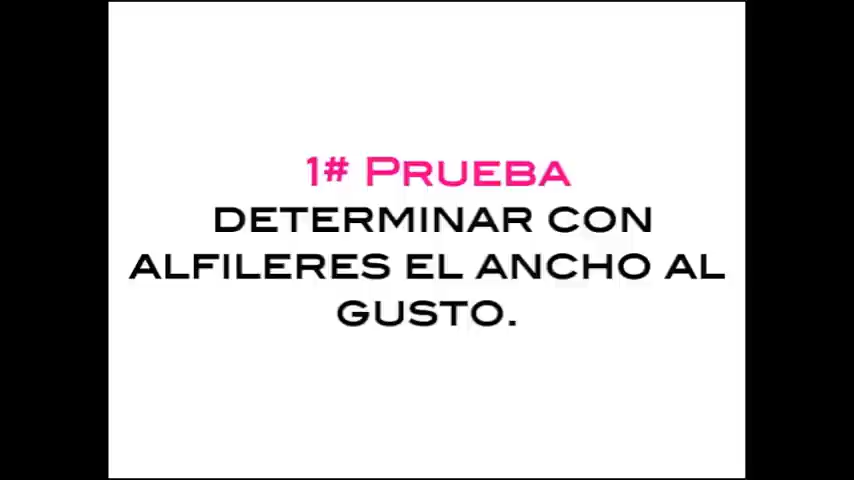 1# PRUEBA
DETERMINAR CON
ALFILERES EL ANCHO AL
GUSTO.